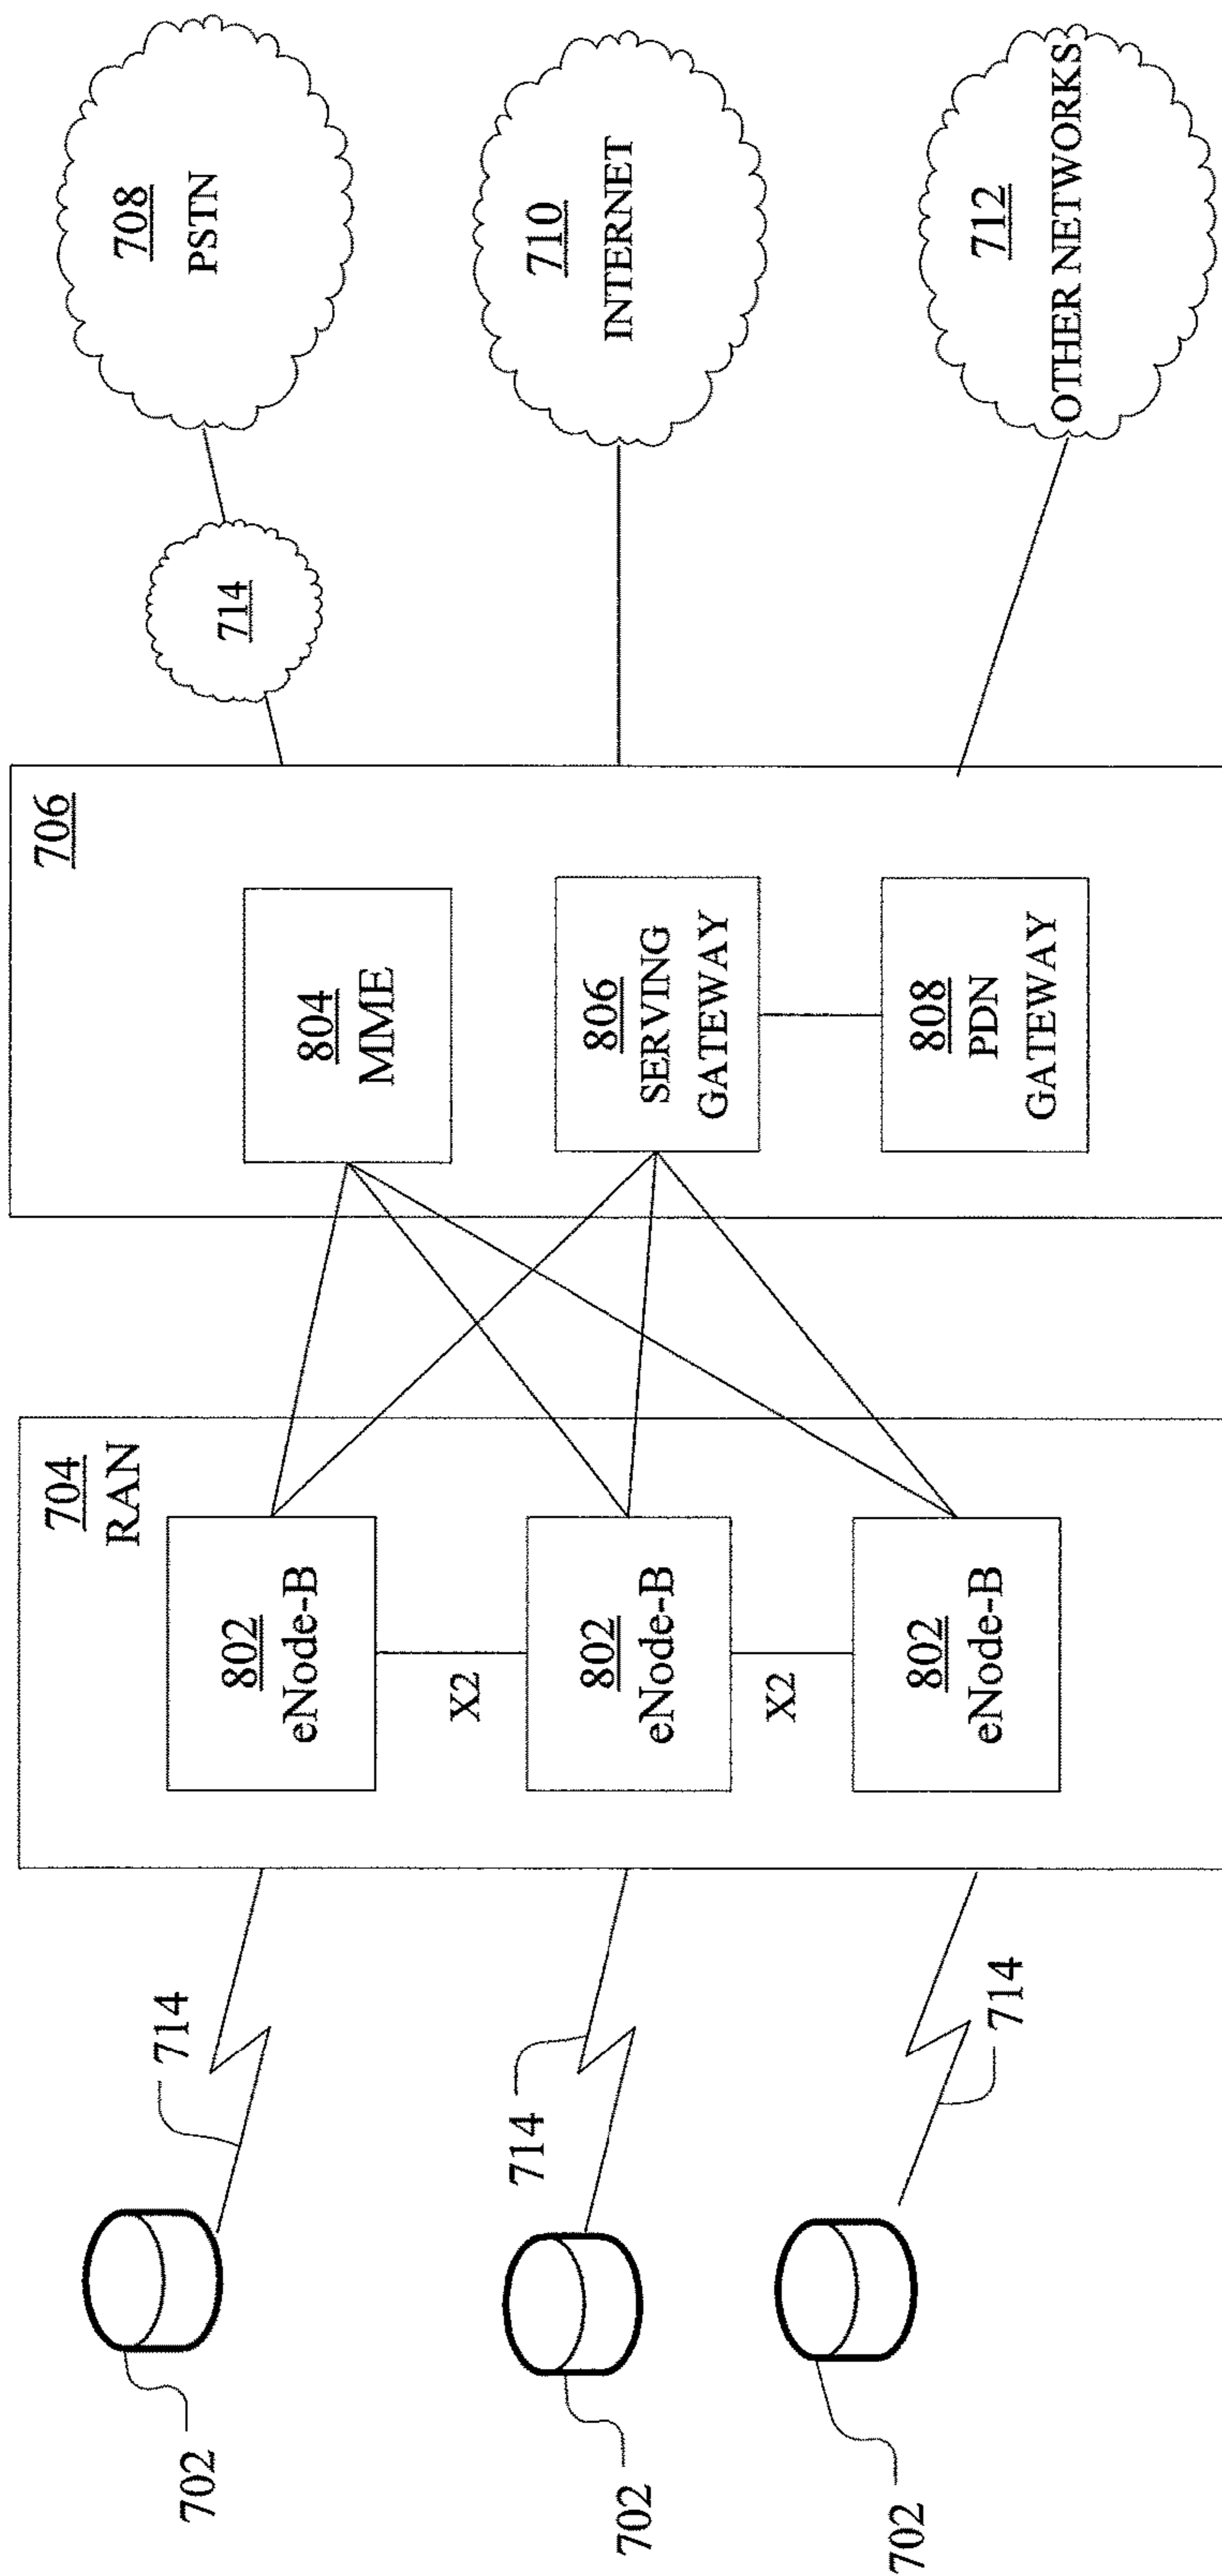 702
702
702
714
714
714
704
RAN
802
eNode-B
X2
802
eNode-B
X2
802
eNode-B
706
804
MME
806
SERVING
GATEWAY
808
PDN
GATEWAY
714
708
PSTN
710
INTERNET
712
OTHER NETWORKS